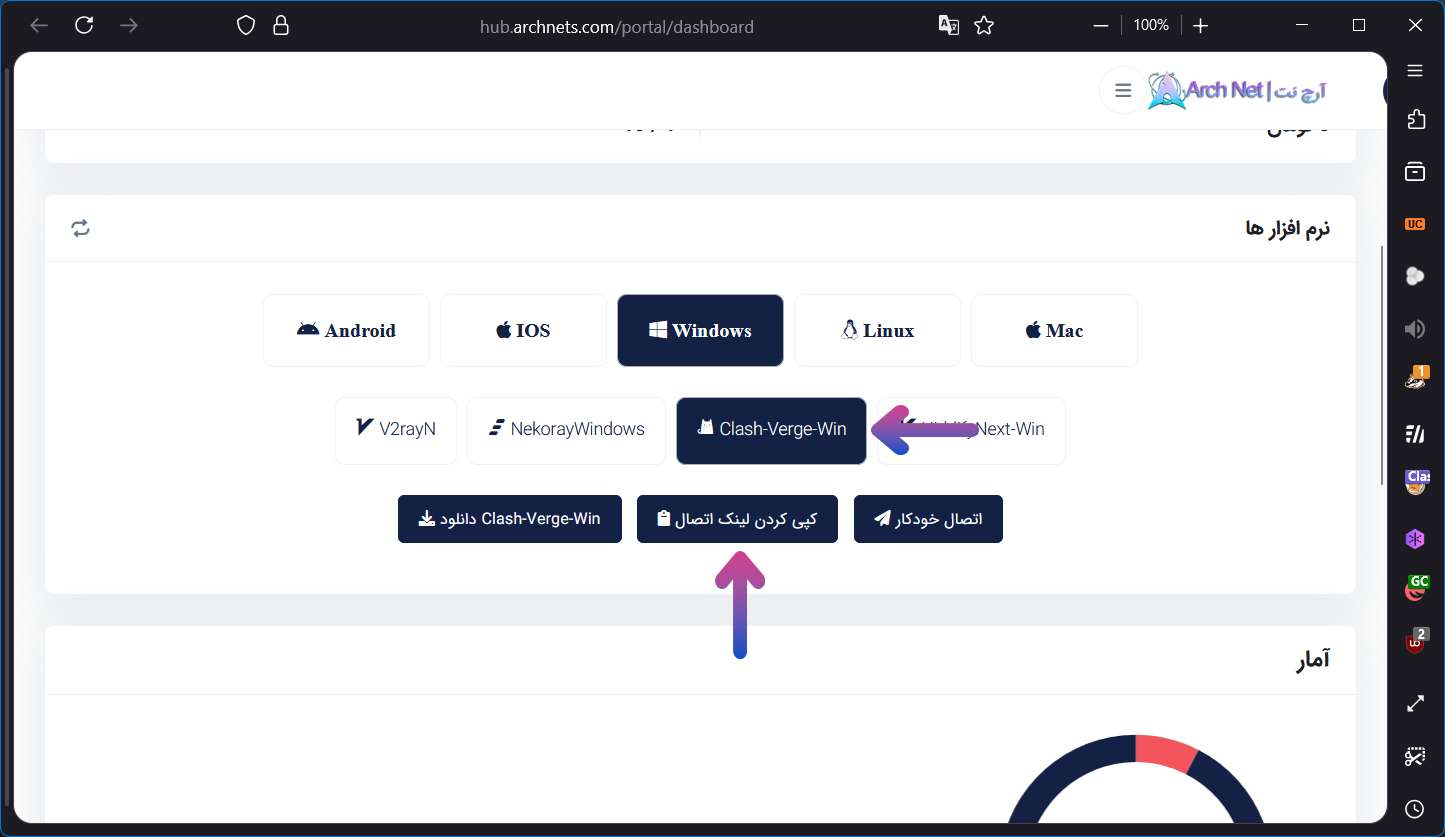 hub.archnets.com/portal/dashboard
100%
Arch Net | آرچ نت
نرم افزار ها
UC
Android
IOS
Windows
Linux
Mac
1
V2rayN
NekorayWindows
Clash-Verge-Win
Next-Win
Clas
دانلود Clash-Verge-Win
کپی کردن لینک اتصال
اتصال خودکار
GC
2
آمار